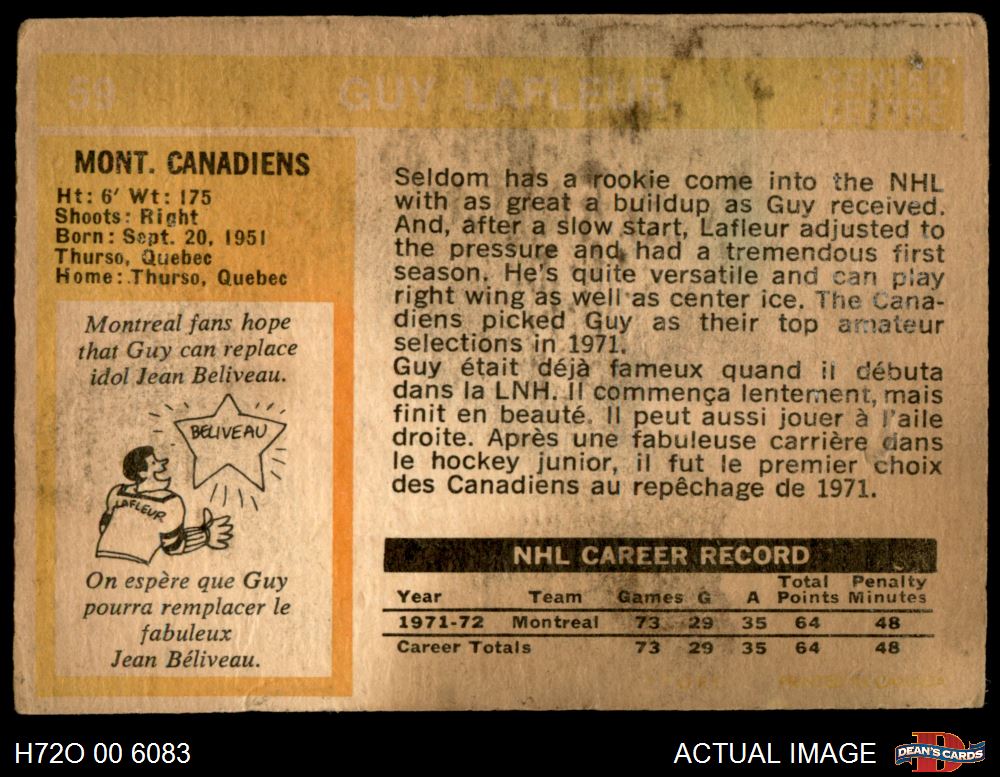 59 GUY LAFLEUR CENTER
CENTRE
MONT. CANADIENS
Ht: 6' Wt: 175
Shoots: Right
Born: Sept. 20, 1951
Thurso, Quebec
Home: Thurso, Quebec
Montreal fans hope
that Guy can replace
idol Jean Beliveau.
BELIVEAU
LAFLEUR
On espère que Guy
pourra remplacer le
fabuleux
Jean Béliveau.
Seldom has a rookie come into the NHL
with as great a buildup as Guy received.
And, after a slow start, Lafleur adjusted to
the pressure and had a tremendous first
season. He's quite versatile and can play
right wing as well as center ice. The Cana-
diens picked Guy as their top amateur
selections in 1971.
Guy était déjà fameux quand il débuta
dans la LNH. Il commença lentement, mais
finit en beauté. Il peut aussi jouer à l'aile
droite. Après une fabuleuse carrière dans
le hockey junior, il fut le premier choix
des Canadiens au repêchage de 1971.
NHL CAREER RECORD
Total Penalty
Year Team Games G A Points Minutes
1971-72 Montreal 73 29 35 64 48
Career Totals 73 29 35 64 48
PRINTED IN CANADA
H72O 00 6083
ACTUAL IMAGE
DEAN'S CARDS